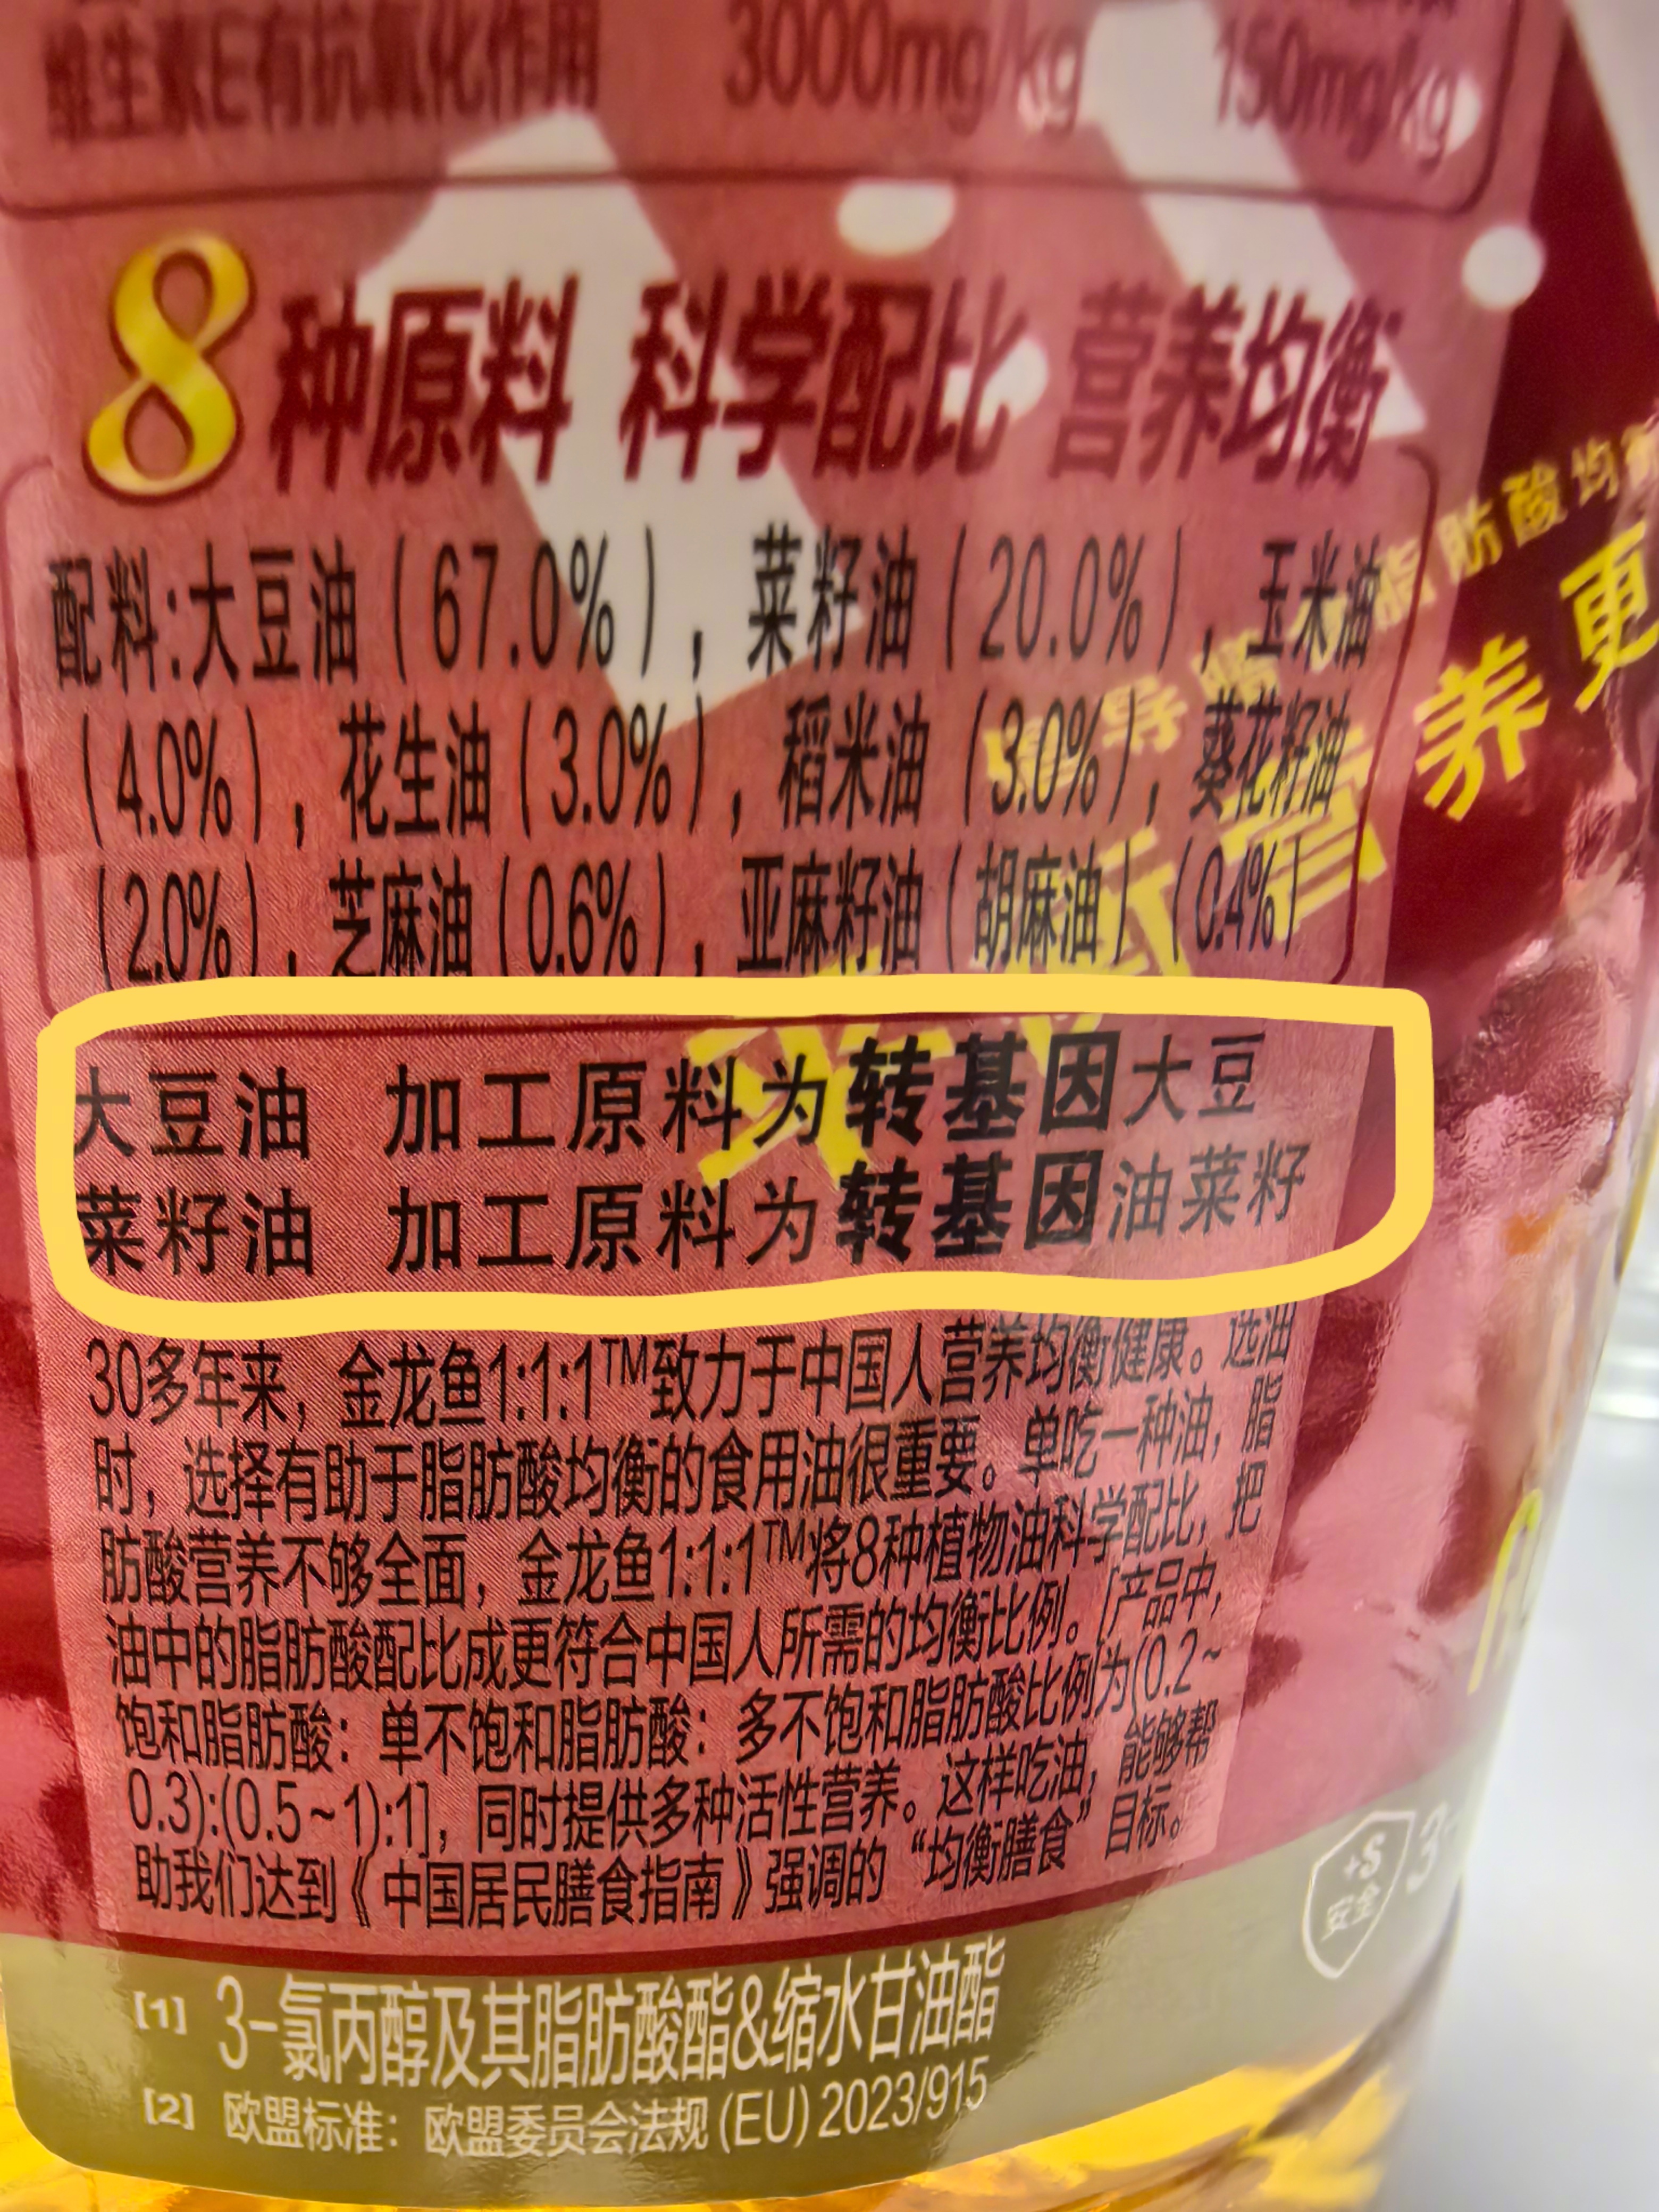 维生素E有抗氧化作用 3000mg/kg 150mg/kg
8种原料 科学配比 营养均衡
配料:大豆油(67.0%),菜籽油(20.0%),玉米油
(4.0%),花生油(3.0%),稻米油(3.0%),葵花籽油
(2.0%),芝麻油(0.6%),亚麻籽油(胡麻油)(0.4%)
大豆油 加工原料为转基因大豆
菜籽油 加工原料为转基因油菜籽
30多年来,金龙鱼1:1:1™致力于中国人营养均衡健康。选油
时,选择有助于脂肪酸均衡的食用油很重要。单吃一种油,脂
肪酸营养不够全面,金龙鱼1:1:1™将8种植物油科学配比,把
油中的脂肪酸配比成更符合中国人所需的均衡比例。[产品中,
饱和脂肪酸:单不饱和脂肪酸:多不饱和脂肪酸比例为(0.2~
0.3):(0.5~1):1],同时提供多种活性营养。这样吃油,能够帮
助我们达到《中国居民膳食指南》强调的“均衡膳食”目标。
[1] 3-氯丙醇及其脂肪酸酯&缩水甘油酯
[2] 欧盟标准:欧盟委员会法规(EU)2023/915
脂肪酸均
营养更
+S
安全
3